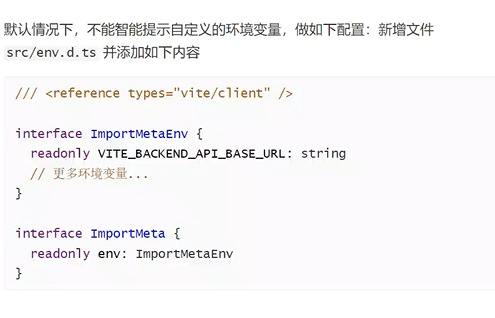 默认情况下，不能智能提示自定义的环境变量，做如下配置：新增文件
src/env.d.ts 并添加如下内容
/// <reference types="vite/client" />
interface ImportMetaEnv {
  readonly VITE_BACKEND_API_BASE_URL: string
  // 更多环境变量...
}
interface ImportMeta {
  readonly env: ImportMetaEnv
}